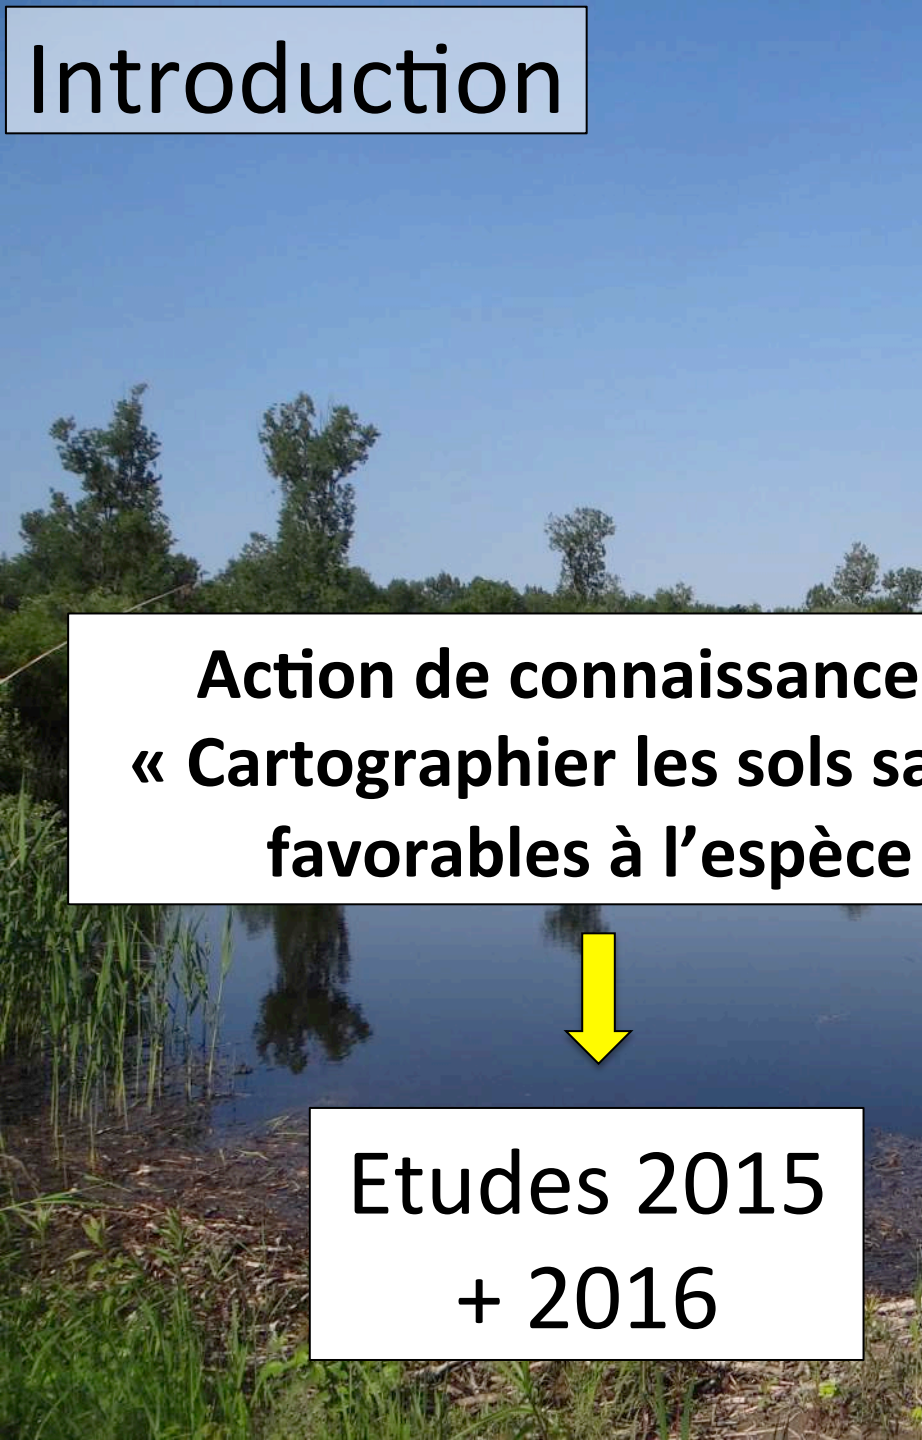 Introduction
Action de connaissance
« Cartographier les sols
favorables à l’espèce
Etudes 2015
+ 2016